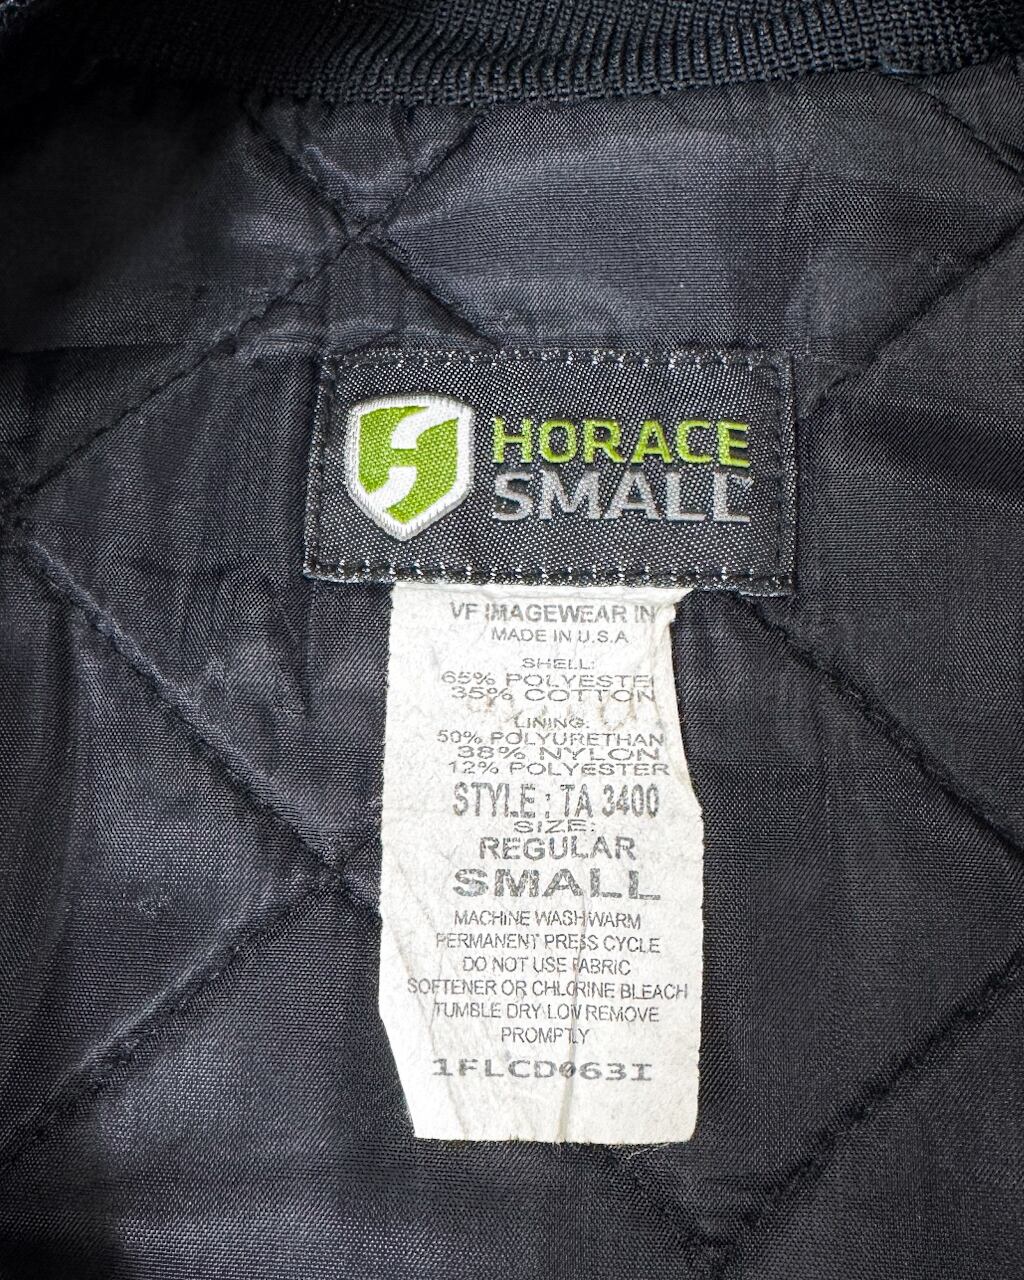 HORACE
SMALL
VF IMAGEWEAR IN
MADE IN U.S.A
SHELL:
65% POLYESTE
35% COTTON
LINING:
50% POLYURETHAN
38% NYLON
12% POLYESTER
STYLE: TA 3400
SIZE:
REGULAR
SMALL
MACHINE WASH WARM
PERMANENT PRESS CYCLE
DO NOT USE FABRIC
SOFTENER OR CHLORINE BLEACH
TUMBLE DRY LOW REMOVE
PROMPTLY
1FLCD063I